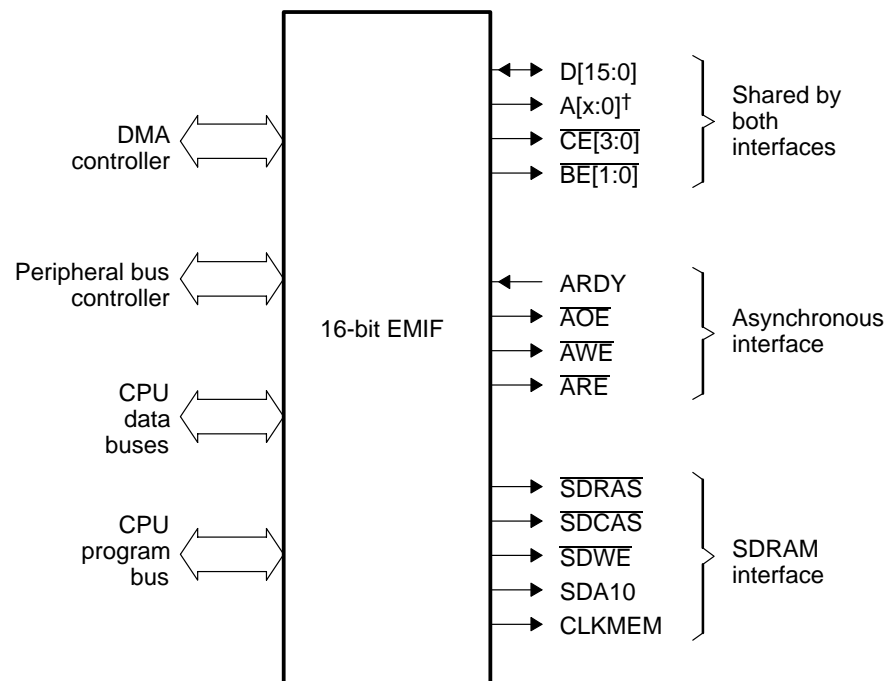 DMA
controller
Peripheral bus
controller
CPU
data
buses
CPU
program
bus
16-bit EMIF
D[15:0]
A[x:0]†
CE[3:0]
BE[1:0]
Shared by
both
interfaces
ARDY
AOE
AWE
ARE
Asynchronous
interface
SDRAS
SDCAS
SDWE
SDA10
CLKMEM
SDRAM
interface